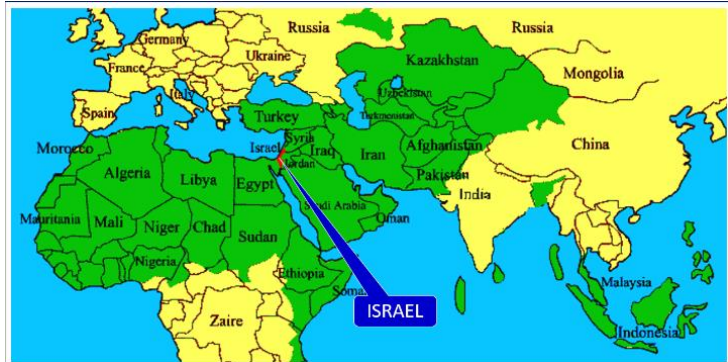 Russia
Russia
Germany
Ukraine
France
Kazakhstan
Mongolia
Italy
Uzbekistan
Spain
Turkey
Turkmenistan
China
Morocco
Israel
Syria
Iraq
Iran
Afghanistan
Jordan
Algeria
Libya
Egypt
Pakistan
India
Saudi Arabia
Mauritania
Mali
Niger
Chad
Oman
Sudan
Nigeria
Ethiopia
Somalia
Malaysia
ISRAEL
Zaire
Indonesia